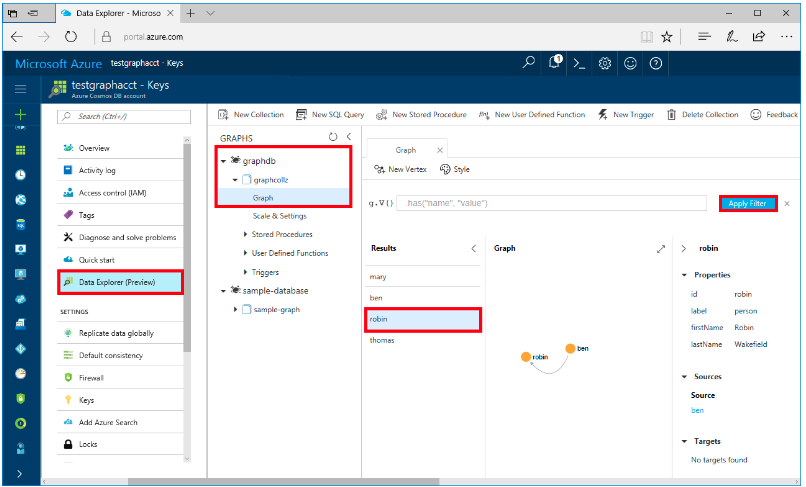 Data Explorer - Microso
portal.azure.com
Microsoft Azure testgraphacct - Keys
1
testgraphacct - Keys
Azure Cosmos DB account
Search (Ctrl+/)
Overview
Activity log
Access control (IAM)
Tags
Diagnose and solve problems
Quick start
Data Explorer (Preview)
SETTINGS
Replicate data globally
Default consistency
Firewall
Keys
Add Azure Search
Locks
New Collection New SQL Query New Stored Procedure New User Defined Function New Trigger Delete Collection Feedback
GRAPHS
graphdb
graphcollz
Graph
Scale & Settings
Stored Procedures
User Defined Functions
Triggers
sample-database
sample-graph
Graph
New Vertex Style
g.V() .has("name", "value") Apply Filter
Results
mary
ben
robin
thomas
Graph
robin
ben
robin
Properties
id robin
label person
firstName Robin
lastName Wakefield
Sources
Source
ben
Targets
No targets found